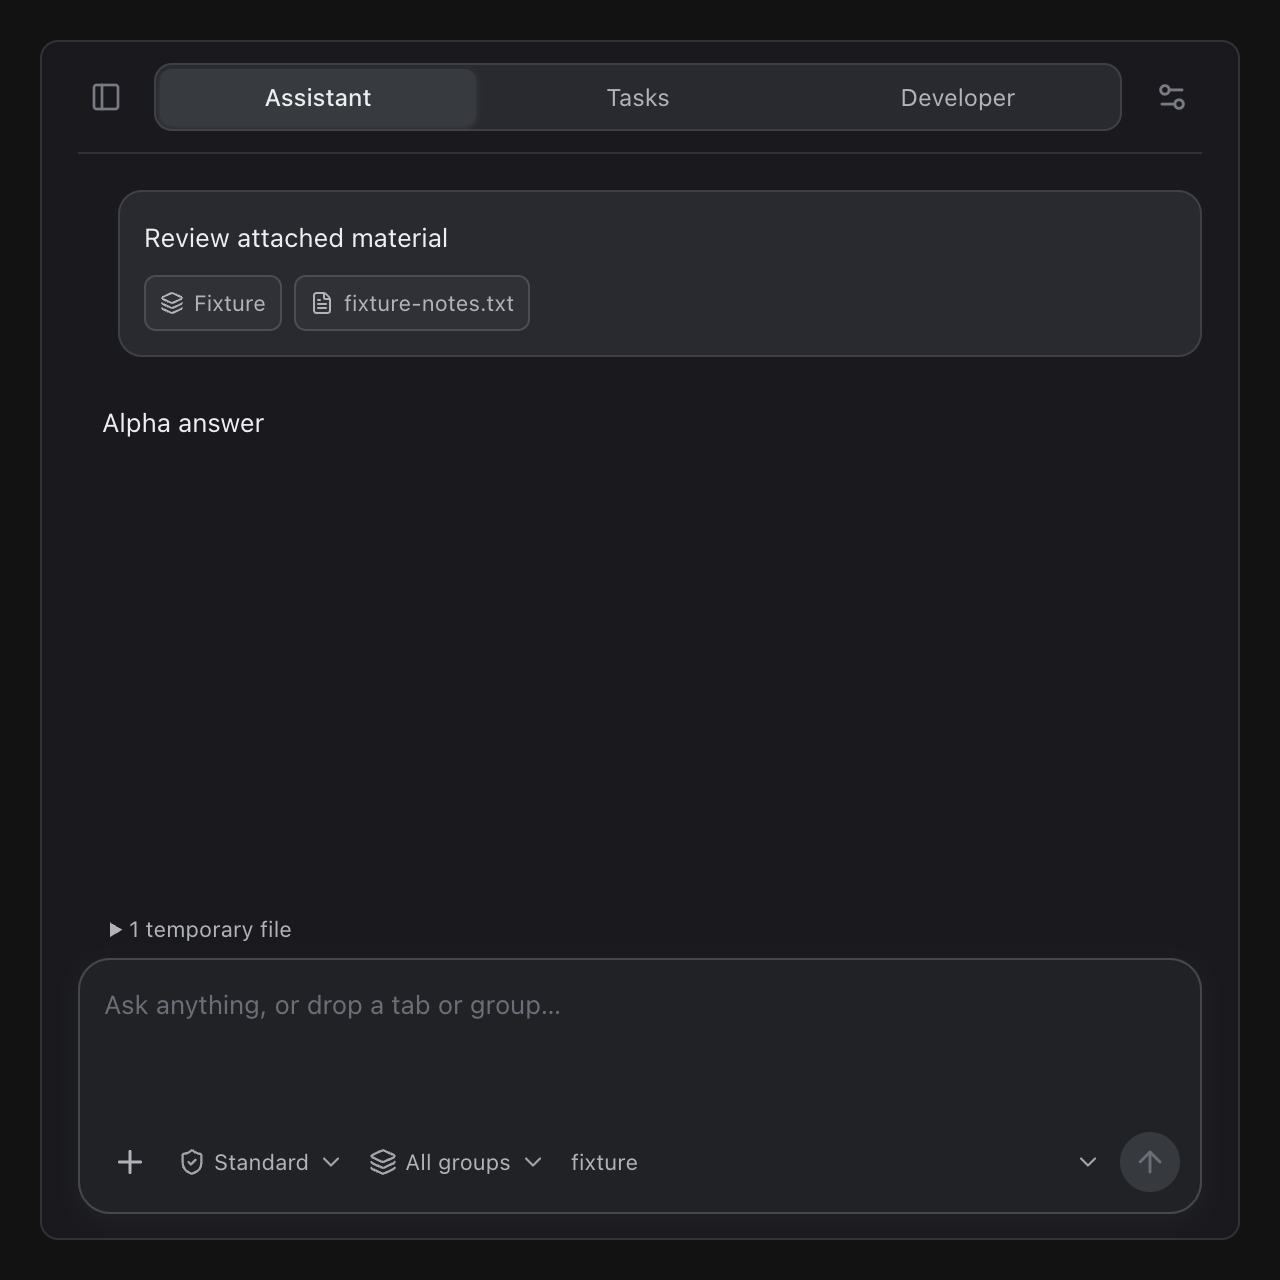 Assistant Tasks Developer
Review attached material
Fixture fixture-notes.txt
Alpha answer
1 temporary file
Ask anything, or drop a tab or group...
Standard All groups fixture